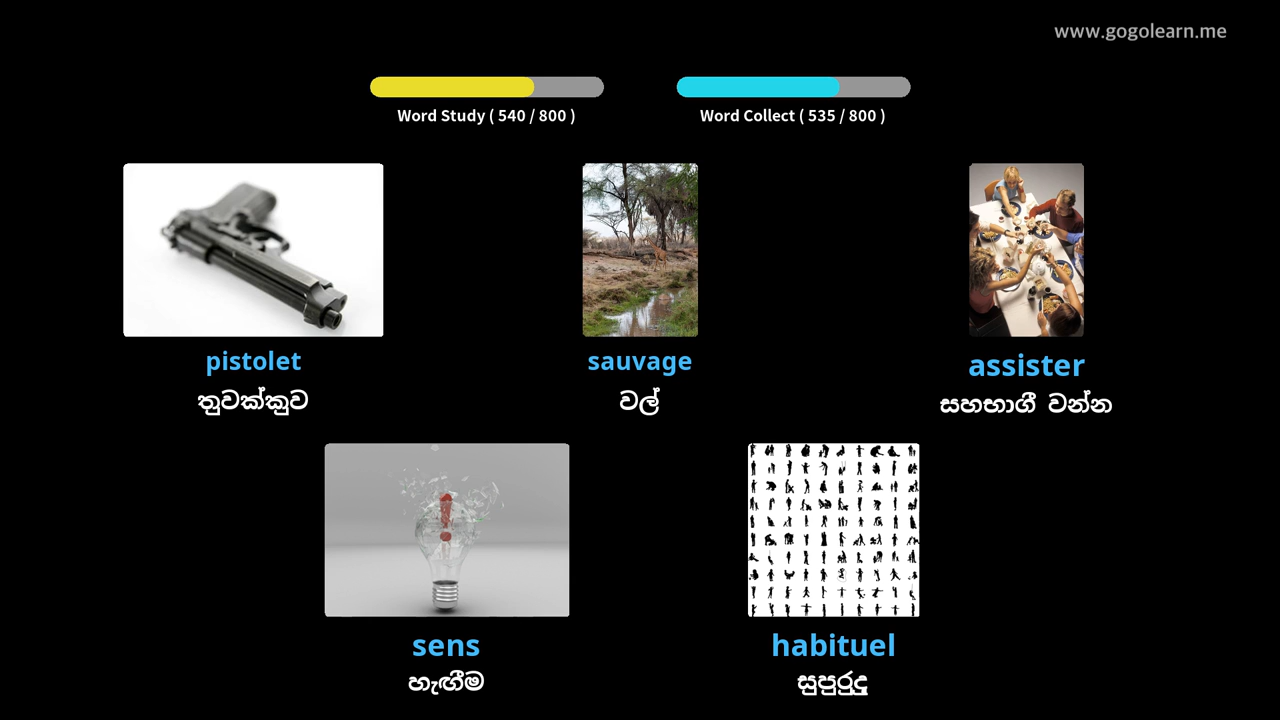 www.gogolearn.me
Word Study ( 540 / 800 )
Word Collect ( 535 / 800 )
pistolet
තුවක්කුව
sauvage
වල්
assister
සහභාගී වන්න
sens
හැඟීම
habituel
සුපුරුදු